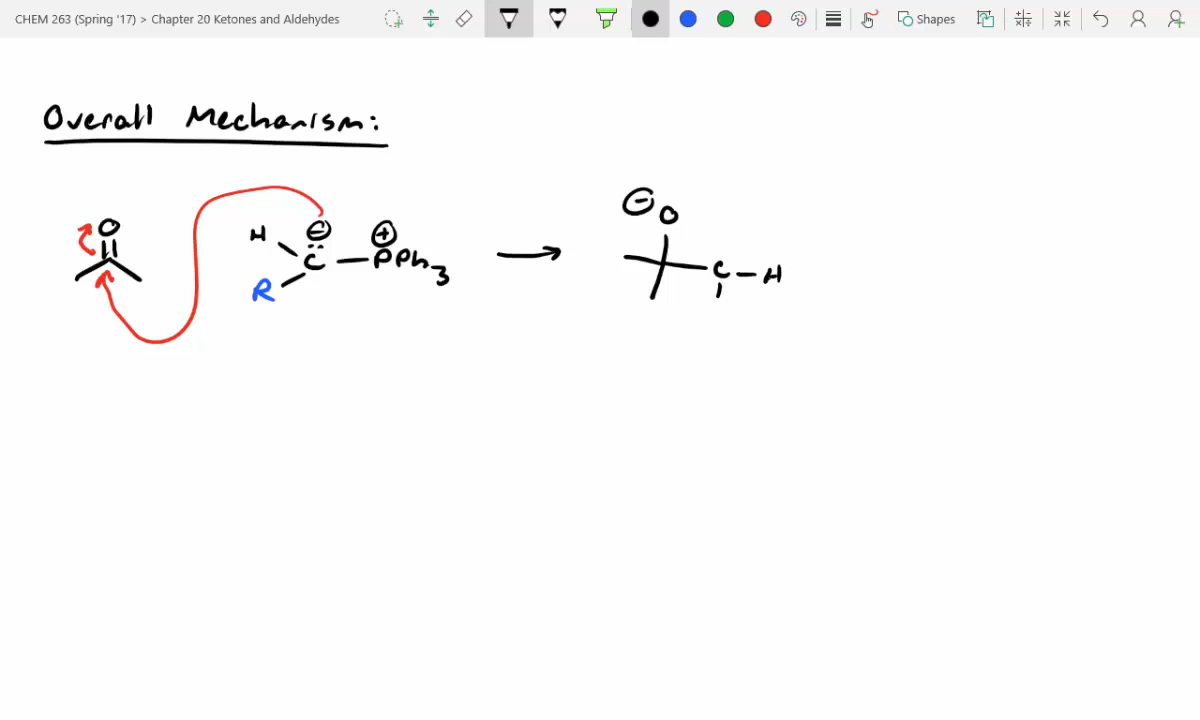 CHEM 263 (Spring '17) > Chapter 20 Ketones and Aldehydes
Shapes
Overall Mechanism:
O
H
⊖
⊕
C̈ — PPh3
R
⊖ O
C — H